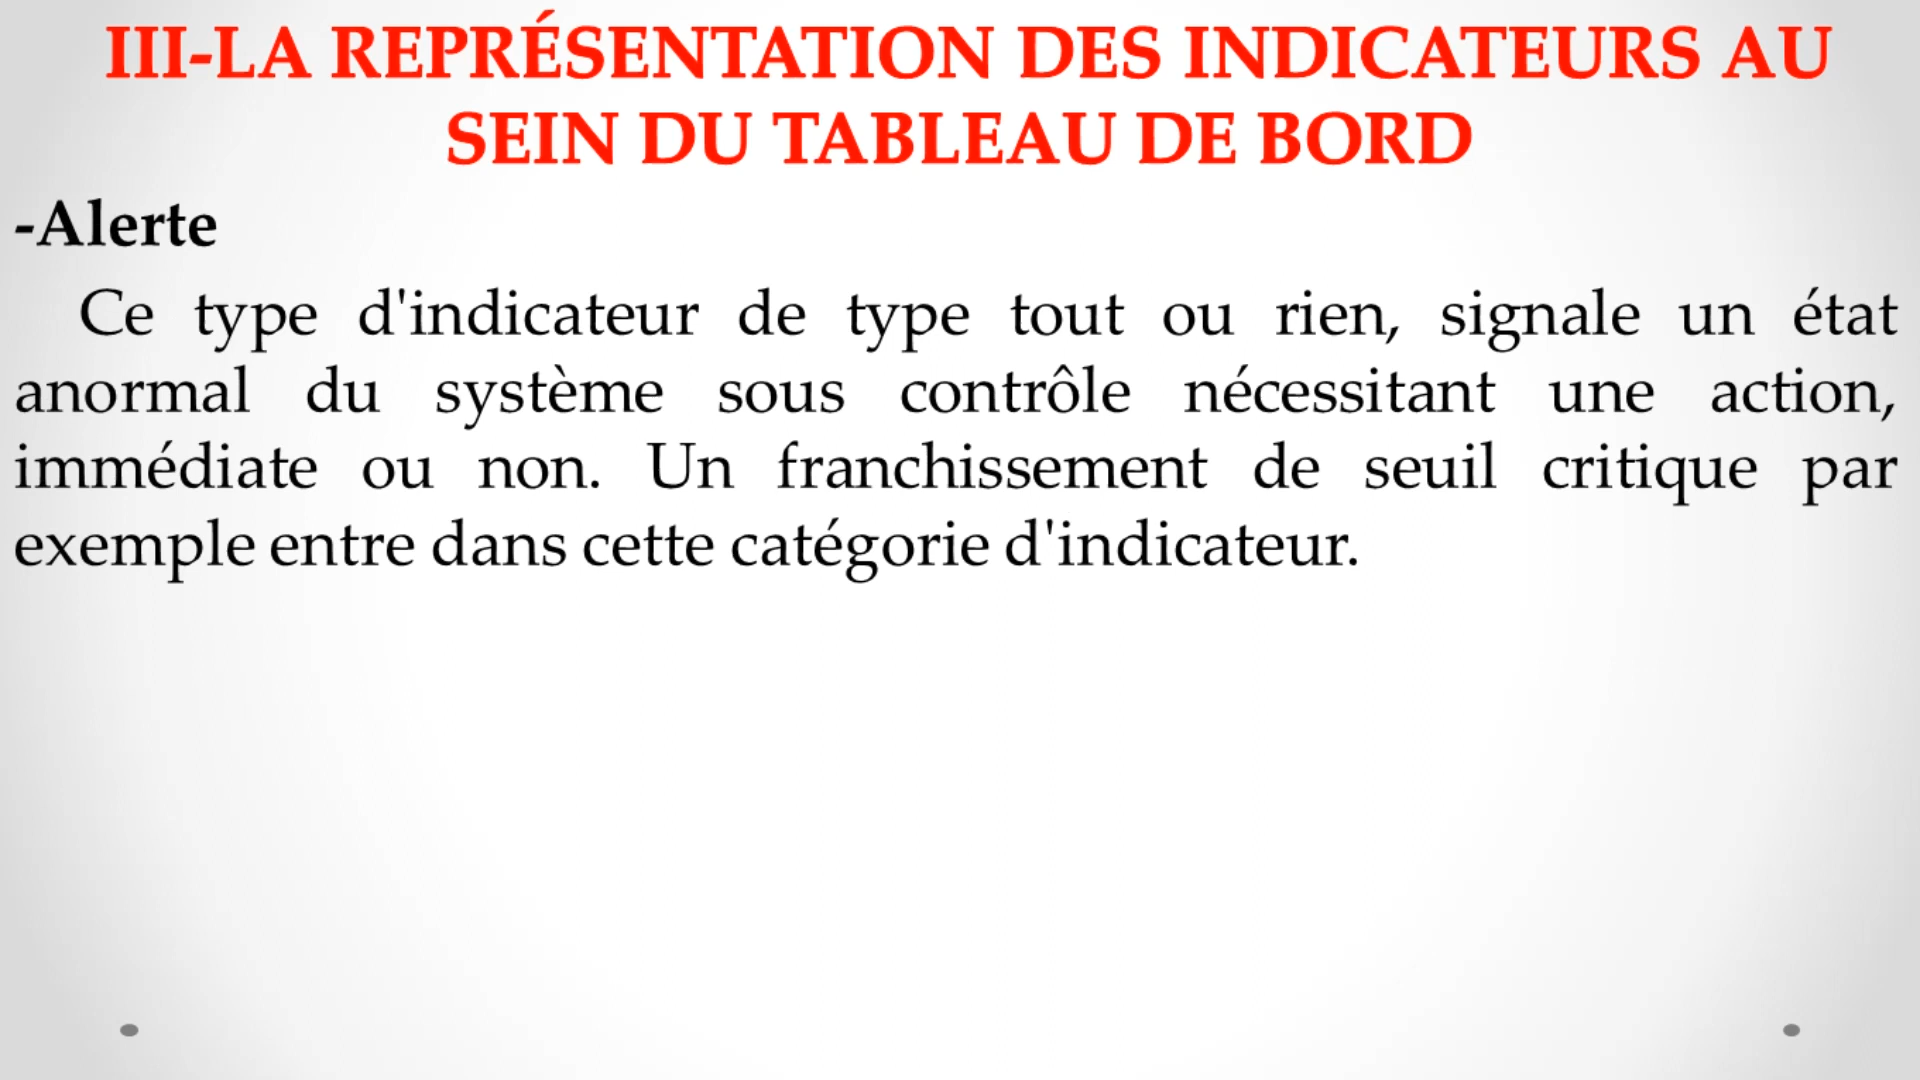 III-LA REPRÉSENTATION DES INDICATEURS AU
SEIN DU TABLEAU DE BORD
-Alerte
Ce type d'indicateur de type tout ou rien, signale un état
anormal du système sous contrôle nécessitant une action,
immédiate ou non. Un franchissement de seuil critique par
exemple entre dans cette catégorie d'indicateur.